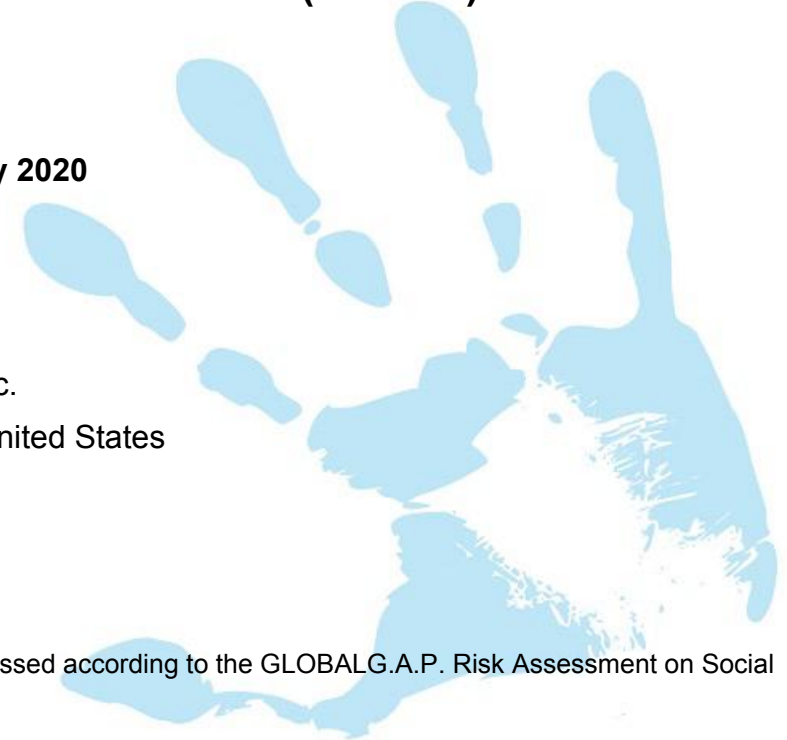 y 2020
c.
nited States
ssed according to the GLOBALG.A.P. Risk Assessment on Social